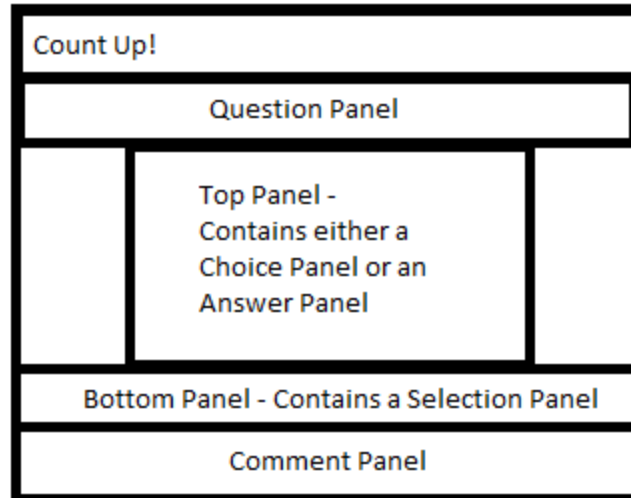 Count Up!
Question Panel
Top Panel -
Contains either a
Choice Panel or an
Answer Panel
Bottom Panel - Contains a Selection Panel
Comment Panel